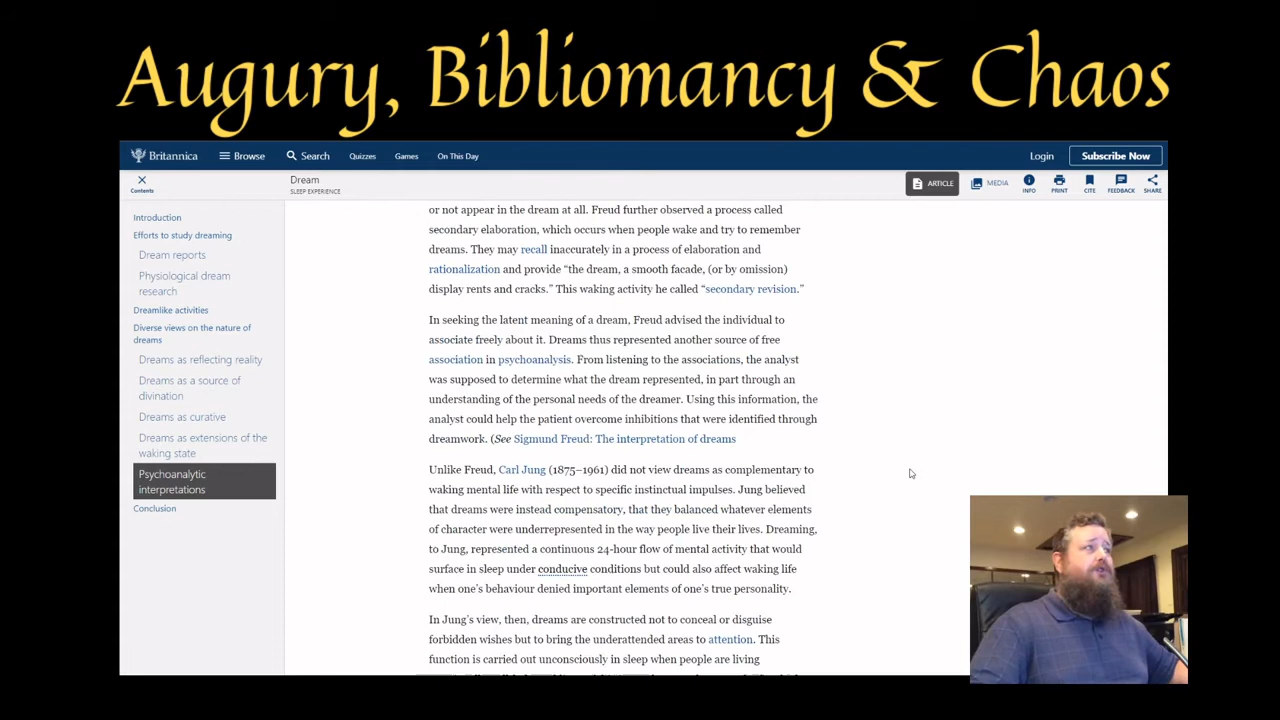 Augury, Bibliomancy & Chaos
Britannica
Browse
Search
Quizzes
Games
On This Day
Login
Subscribe Now
Contents
Dream
SLEEP EXPERIENCE
ARTICLE
MEDIA
INFO
PRINT
CITE
FEEDBACK
SHARE
Introduction
Efforts to study dreaming
Dream reports
Physiological dream
research
Dreamlike activities
Diverse views on the nature of
dreams
Dreams as reflecting reality
Dreams as a source of
divination
Dreams as curative
Dreams as extensions of the
waking state
Psychoanalytic
interpretations
Conclusion
or not appear in the dream at all. Freud further observed a process called
secondary elaboration, which occurs when people wake and try to remember
dreams. They may recall inaccurately in a process of elaboration and
rationalization and provide “the dream, a smooth facade, (or by omission)
display rents and cracks.” This waking activity he called “secondary revision.”
In seeking the latent meaning of a dream, Freud advised the individual to
associate freely about it. Dreams thus represented another source of free
association in psychoanalysis. From listening to the associations, the analyst
was supposed to determine what the dream represented, in part through an
understanding of the personal needs of the dreamer. Using this information, the
analyst could help the patient overcome inhibitions that were identified through
dreamwork. (See Sigmund Freud: The interpretation of dreams
Unlike Freud, Carl Jung (1875–1961) did not view dreams as complementary to
waking mental life with respect to specific instinctual impulses. Jung believed
that dreams were instead compensatory, that they balanced whatever elements
of character were underrepresented in the way people live their lives. Dreaming,
to Jung, represented a continuous 24-hour flow of mental activity that would
surface in sleep under conducive conditions but could also affect waking life
when one’s behaviour denied important elements of one’s true personality.
In Jung’s view, then, dreams are constructed not to conceal or disguise
forbidden wishes but to bring the underattended areas to attention. This
function is carried out unconsciously in sleep when people are living